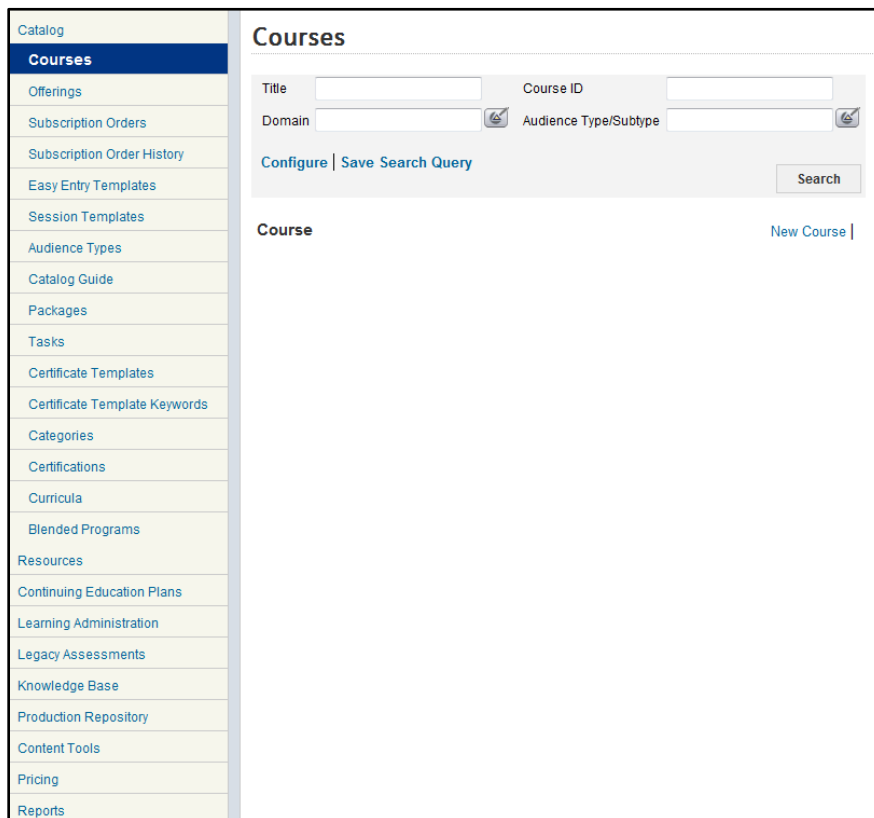 Catalog
Courses
Offerings
Subscription Orders
Subscription Order History
Easy Entry Templates
Session Templates
Audience Types
Catalog Guide
Packages
Tasks
Certificate Templates
Certificate Template Keywords
Categories
Certifications
Curricula
Blended Programs
Resources
Continuing Education Plans
Learning Administration
Legacy Assessments
Knowledge Base
Production Repository
Content Tools
Pricing
Reports
Courses
Title Course ID
Domain Audience Type/Subtype
Configure | Save Search Query
Search
Course New Course |